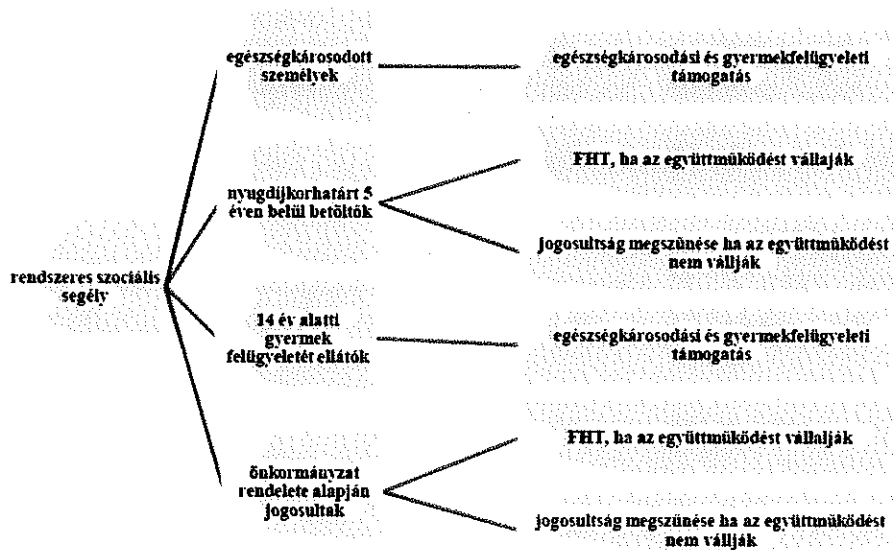 rendszeres szociális
segély
egészségkárosodott
személyek
egészségkárosodási és gyermekfelügyeleti
támogatás
nyugdíjkorhatárt 5
éven belül betöltők
FHT, ha az együttműködést vállaják
jogosultság megszűnése ha az együttműködést
nem vállják
14 év alatti
gyermek
felügyeletét ellátók
egészségkárosodási és gyermekfelügyeleti
támogatás
önkormányzat
rendelete alapján
jogosultak
FHT, ha az együttműködést vállalják
jogosultság megszűnése ha az együttműködést
nem vállják